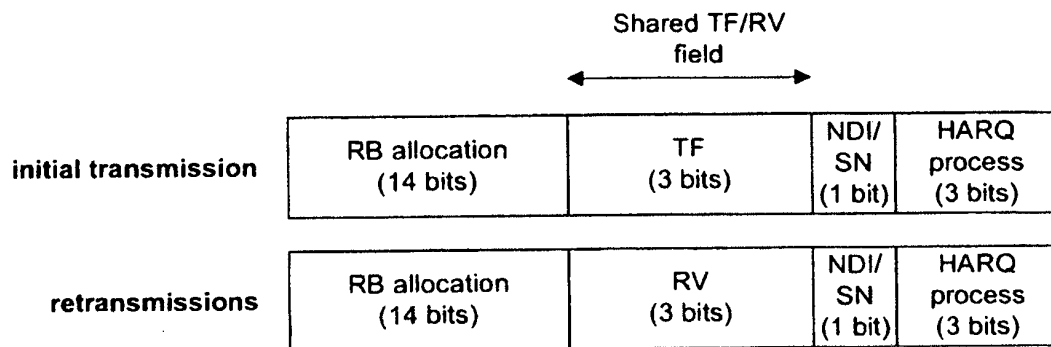 Shared TF/RV
field
initial transmission
RB allocation
(14 bits)
TF
(3 bits)
NDI/
SN
(1 bit)
HARQ
process
(3 bits)
retransmissions
RB allocation
(14 bits)
RV
(3 bits)
NDI/
SN
(1 bit)
HARQ
process
(3 bits)